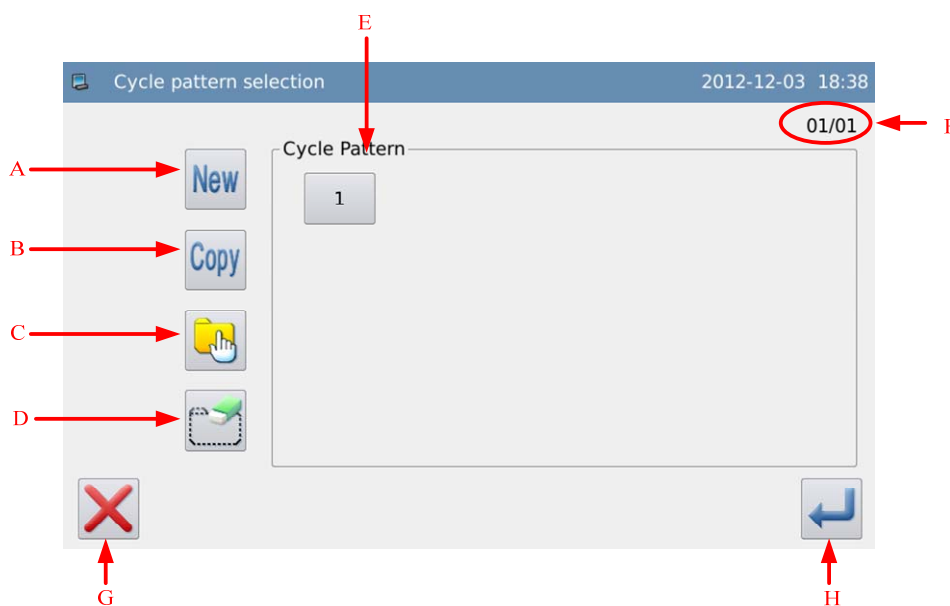 E
Cycle pattern selection 2012-12-03 18:38
01/01
Cycle Pattern
A
New
1
B
Copy
C
D
G
H